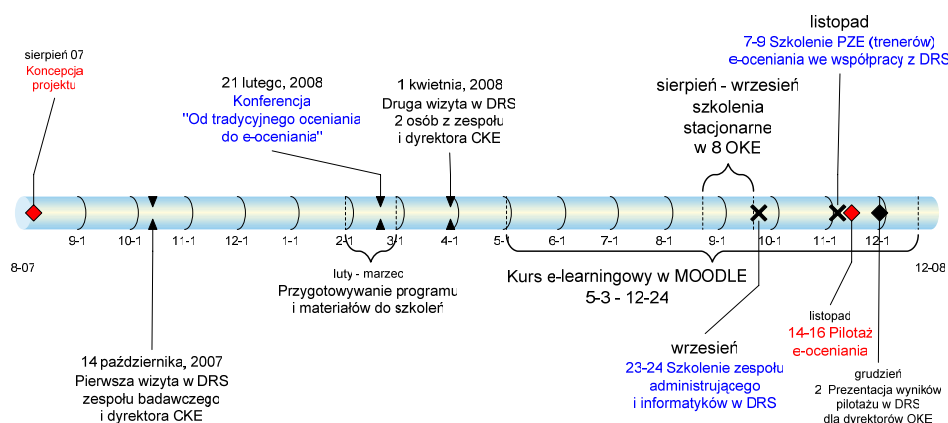 sierpień 07
Koncepcja
projektu
21 lutego, 2008
Konferencja
"Od tradycyjnego oceniania
do e-oceniania"
1 kwietnia, 2008
Druga wizyta w DRS
2 osób z zespołu
i dyrektora CKE
sierpień - wrzesień
szkolenia
stacjonarne
w 8 OKE
listopad
7-9 Szkolenie PZE (trenerów)
e-oceniania we współpracy z DRS
8-07
9-1
10-1
11-1
12-1
1-1
2-1
3-1
4-1
5-1
6-1
7-1
8-1
9-1
10-1
11-1
12-1
12-08
14 października, 2007
Pierwsza wizyta w DRS
zespołu badawczego
i dyrektora CKE
luty - marzec
Przygotowywanie programu
i materiałów do szkoleń
Kurs e-learningowy w MOODLE
5-3 - 12-24
wrzesień
23-24 Szkolenie zespołu
administrującego
i informatyków w DRS
listopad
14-16 Pilotaż
e-oceniania
grudzień
2 Prezentacja wyników
pilotażu w DRS
dla dyrektorów OKE